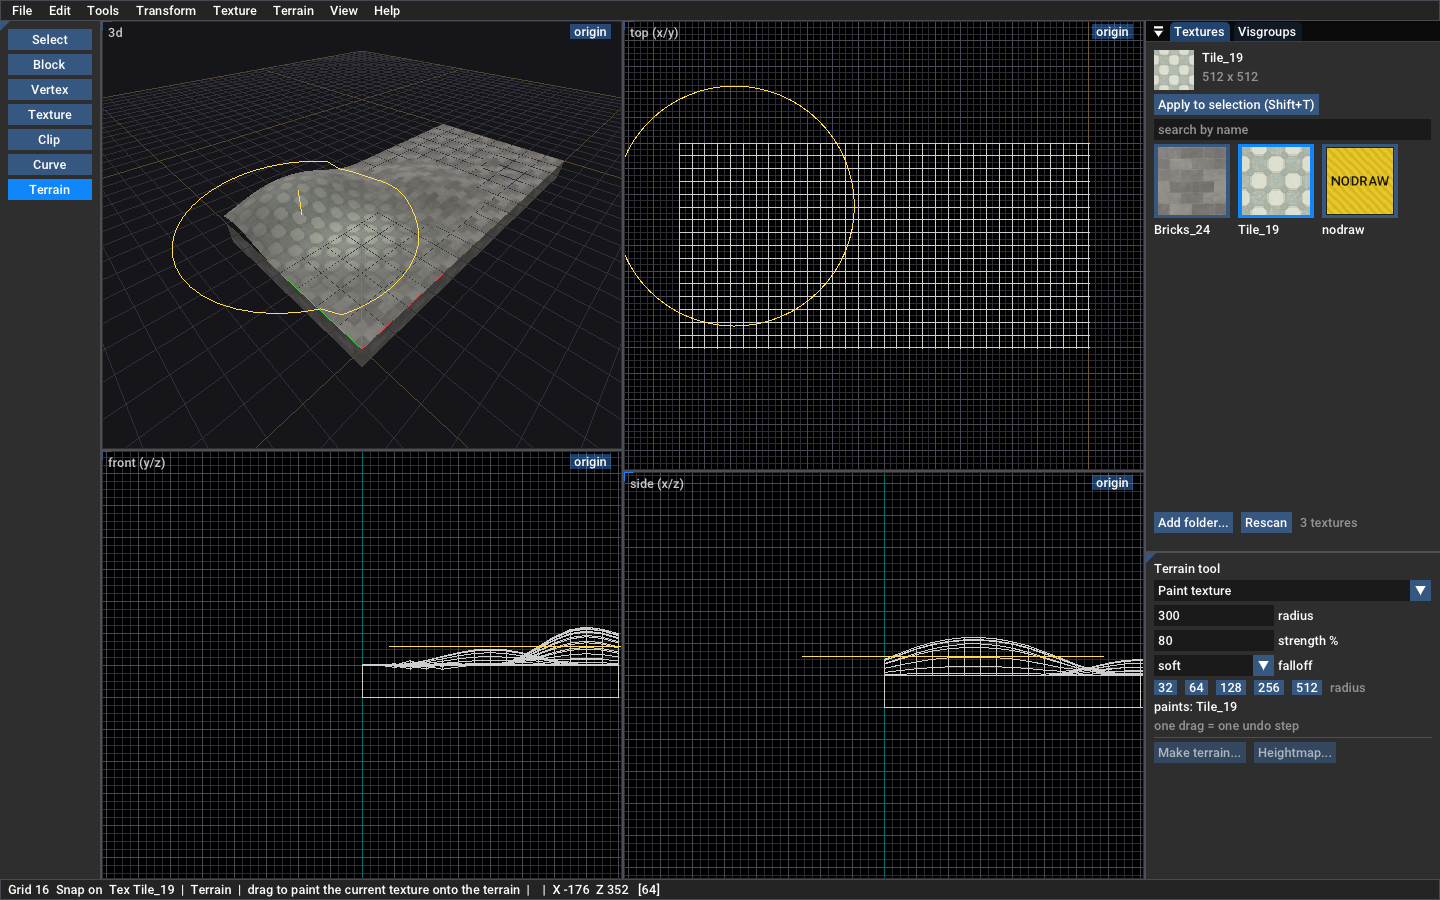 File Edit Tools Transform Texture Terrain View Help
Select
Block
Vertex
Texture
Clip
Curve
Terrain
3d origin
top (x/y) origin
front (y/z) origin
side (x/z) origin
Textures Visgroups
Tile_19
512 x 512
Apply to selection (Shift+T)
search by name
NODRAW
Bricks_24 Tile_19 nodraw
Add folder... Rescan 3 textures
Terrain tool
Paint texture
300 radius
80 strength %
soft falloff
32 64 128 256 512 radius
paints: Tile_19
one drag = one undo step
Make terrain... Heightmap...
Grid 16 Snap on Tex Tile_19 | Terrain | drag to paint the current texture onto the terrain | | X -176 Z 352 [64]